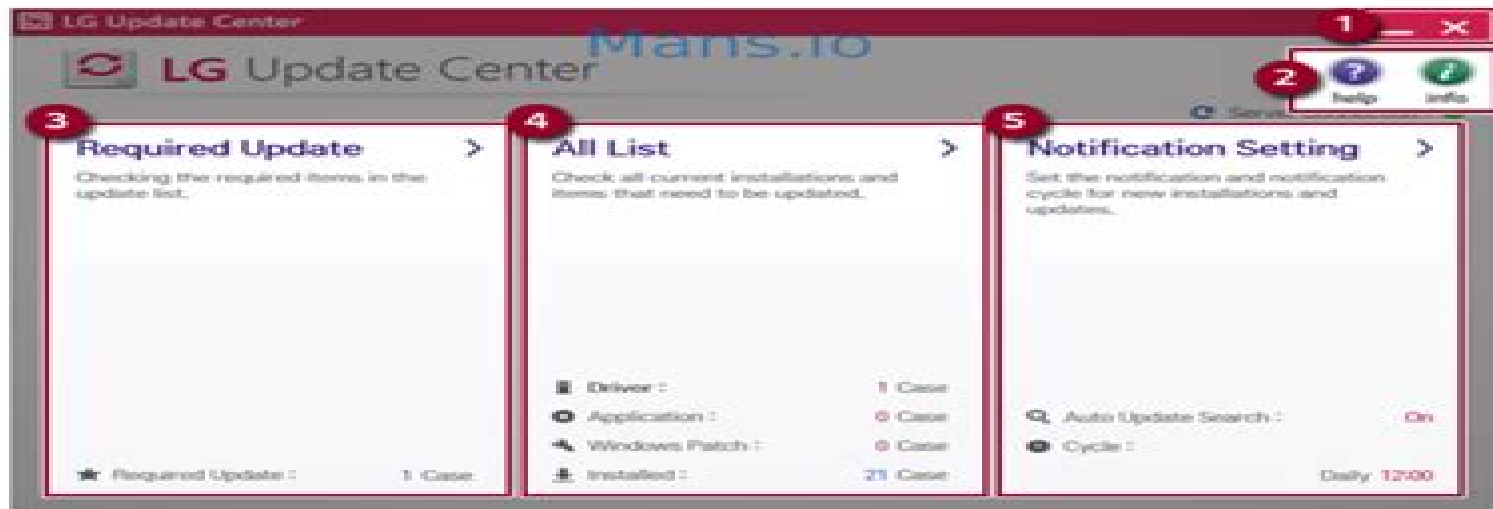 LG Update Center
1
Mans.io
LG Update Center
2
help
info
3
Required Update >
Checking the required items in the
update list.
Required Update : 1 Case
4
All List >
Check all current installations and
items that need to be updated.
Driver : 1 Case
Application : 0 Case
Windows Patch : 0 Case
Installed : 21 Case
5
Notification Setting >
Set the notification and notification
cycle for new installations and
updates.
Auto Update Search : On
Cycle :
Daily 12:00